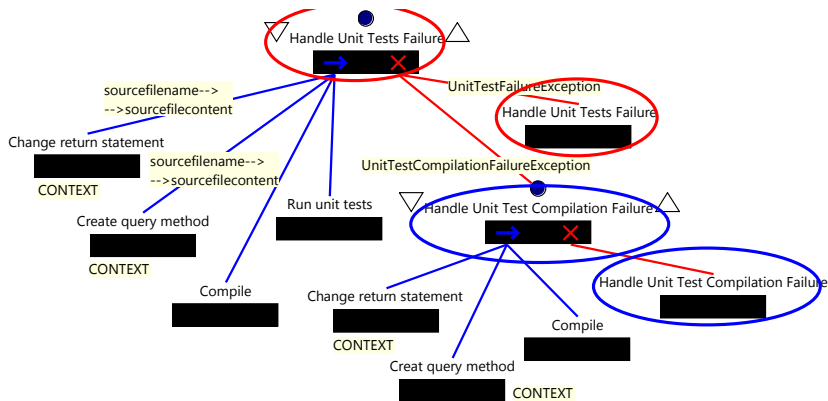 Handle Unit Tests Failure
sourcefilename-->
-->sourcefilecontent
UnitTestFailureException
Handle Unit Tests Failure
Change return statement
CONTEXT
sourcefilename-->
-->sourcefilecontent
UnitTestCompilationFailureException
Create query method
CONTEXT
Run unit tests
Handle Unit Test Compilation Failure
Compile
Handle Unit Test Compilation Failure
Change return statement
CONTEXT
Compile
Creat query method
CONTEXT